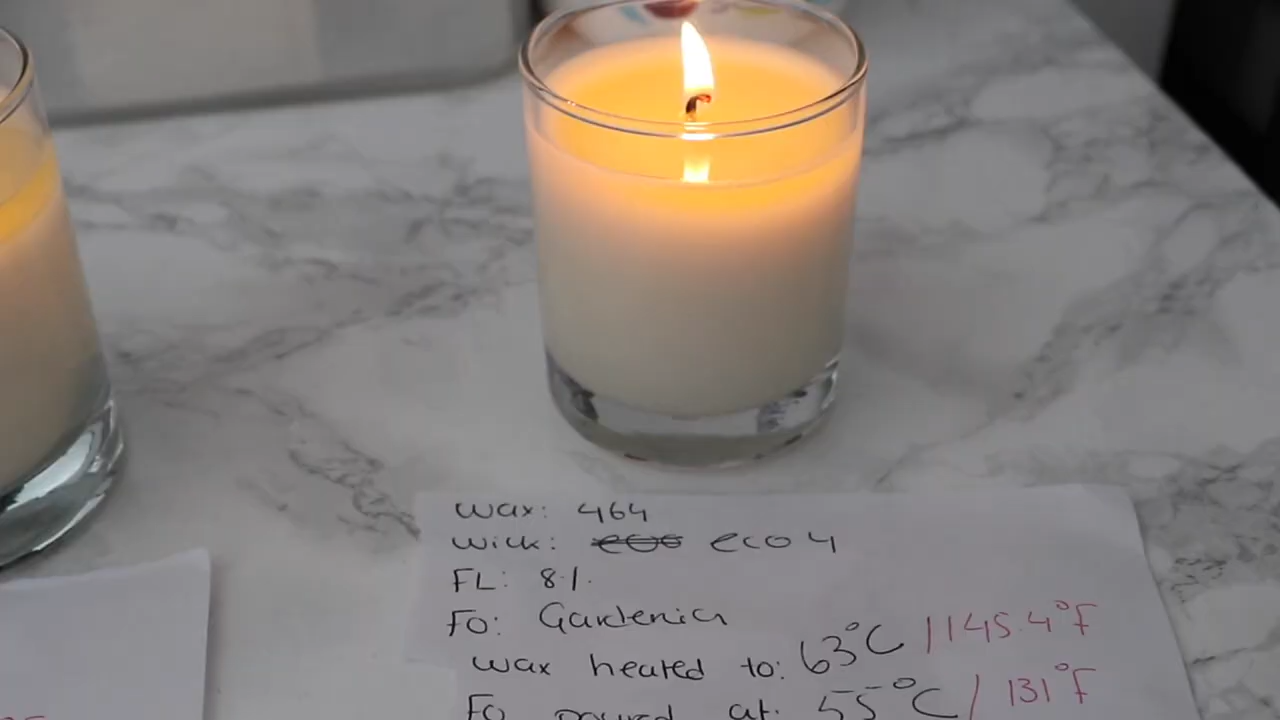 Wax: 464
Wick: eco 4
FL: 8%.
Fo: Gardenia
Wax heated to: 63°C / 145.4°F
Fo poured at: 55°C / 131°F